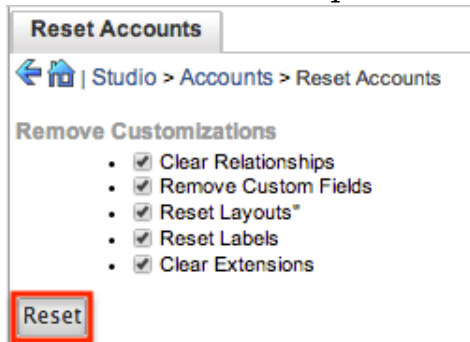 Reset Accounts
| Studio > Accounts > Reset Accounts
Remove Customizations
Clear Relationships
Remove Custom Fields
Reset Layouts*
Reset Labels
Clear Extensions
Reset